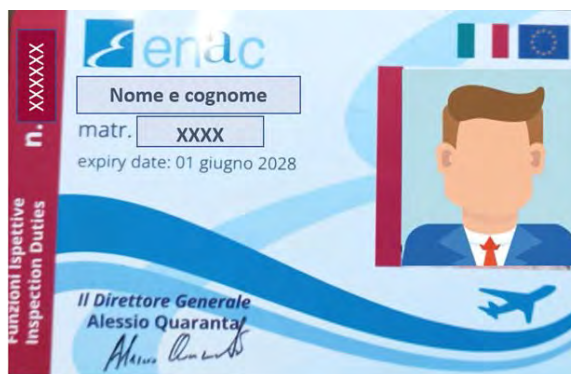 enac
Nome e cognome
matr. XXXX
expiry date: 01 giugno 2028
Il Direttore Generale
Alessio Quaranta
n. XXXXXXX
Funzioni Ispettive
Inspection Duties